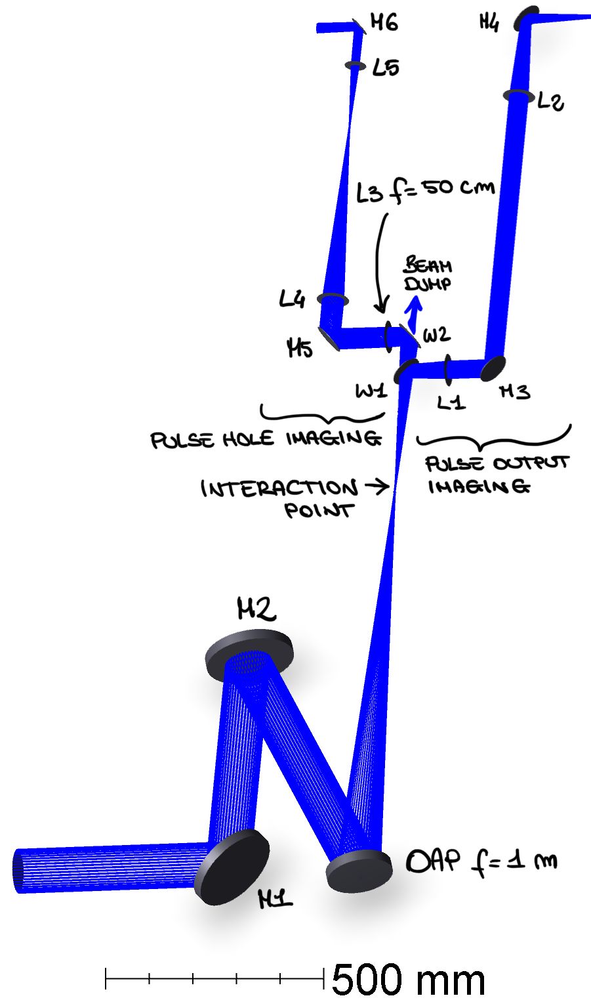 M6
M4
L5
L2
L3 f=50 cm
BEAM
DUMP
L4
W2
M5
W1
L1
M3
PULSE HOLE IMAGING
PULSE OUTPUT
IMAGING
INTERACTION
POINT
M2
OAP f=1 m
M1
500 mm